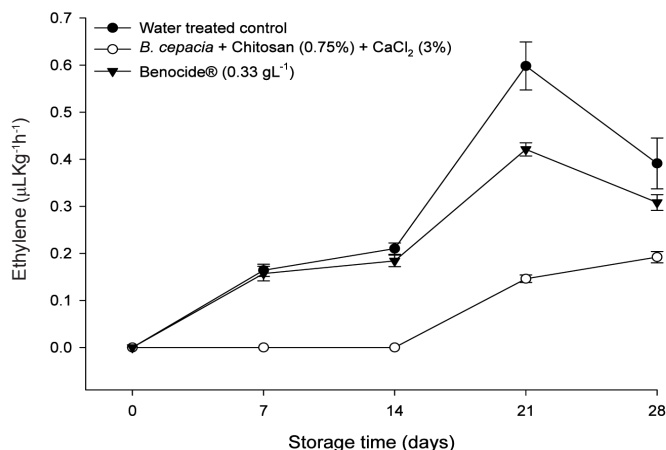 0.7
0.6
0.5
0.4
0.3
0.2
0.1
0.0
Ethylene (µLKg⁻¹h⁻¹)
Water treated control
B. cepacia + Chitosan (0.75%) + CaCl₂ (3%)
Benocide® (0.33 gL⁻¹)
0 7 14 21 28
Storage time (days)